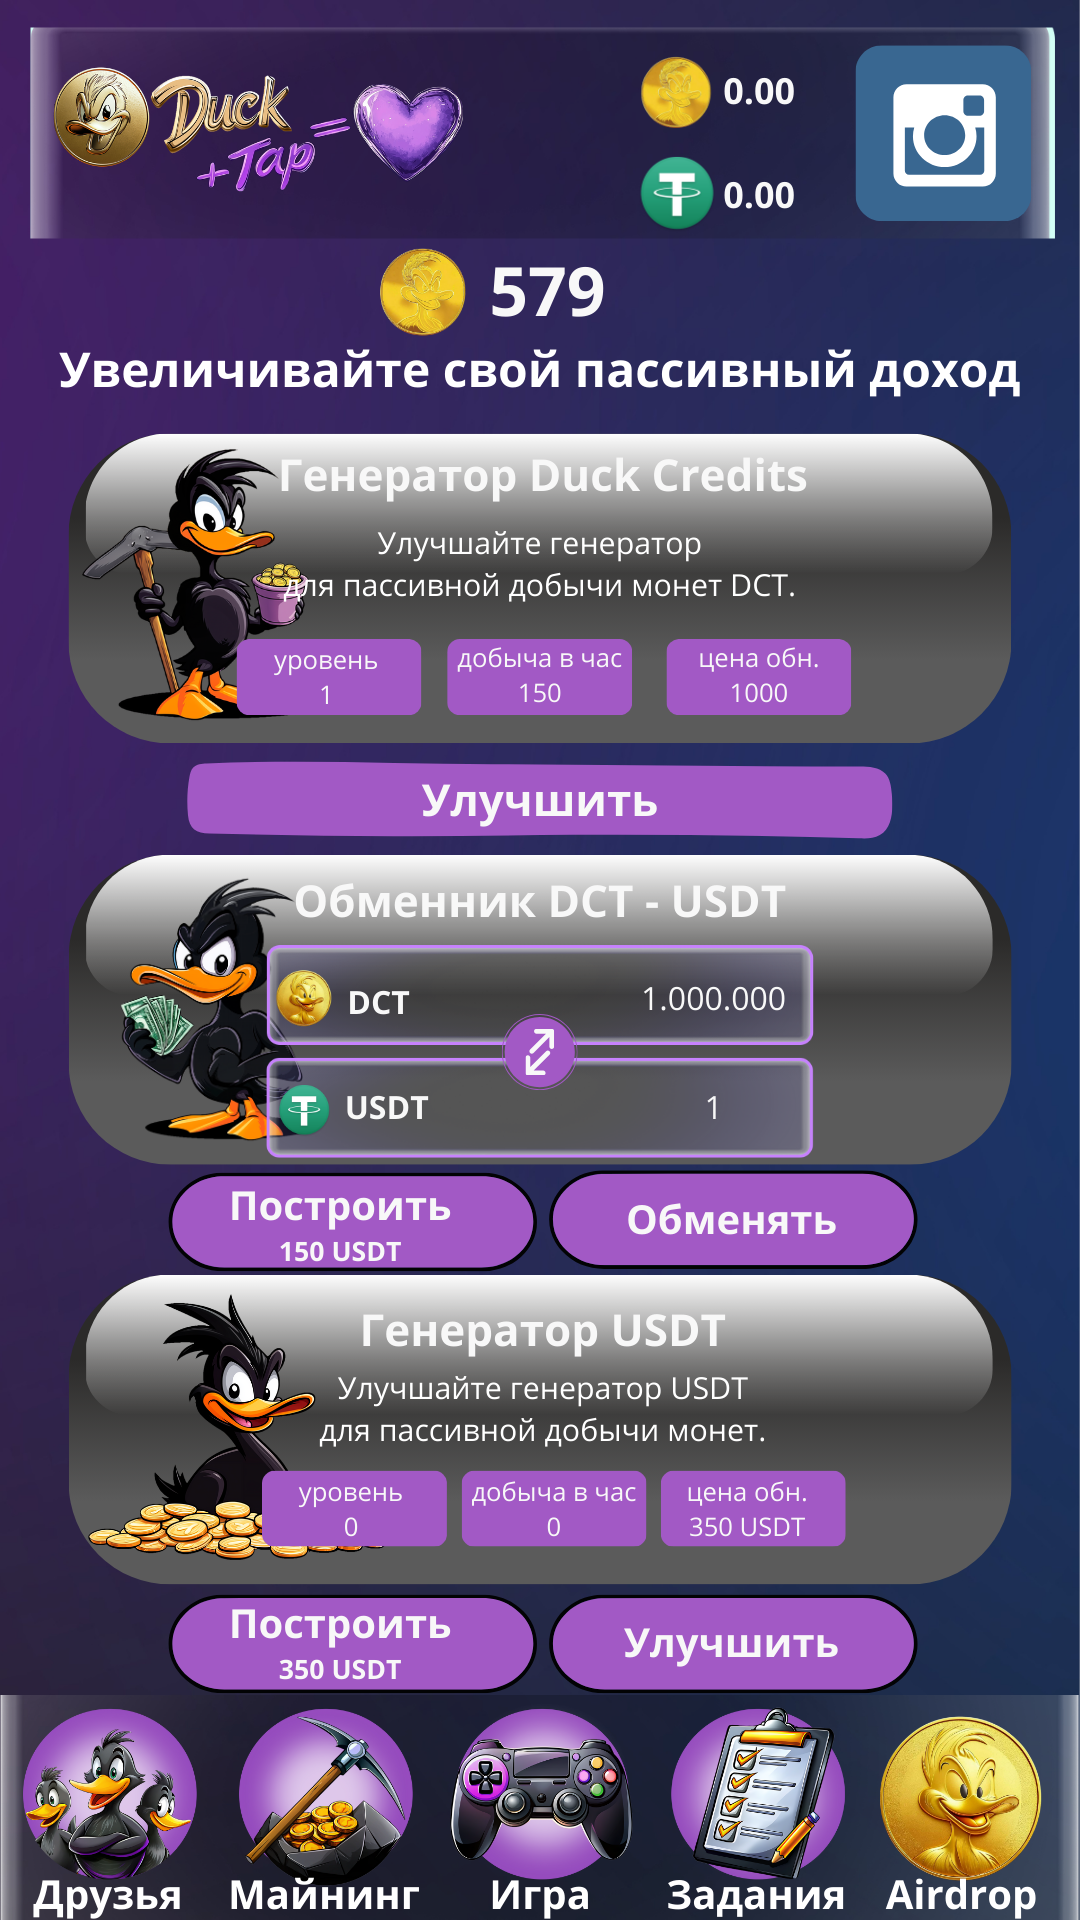 Duck
+Tap=
0.00
0.00
579
Увеличивайте свой пассивный доход
Генератор Duck Credits
Улучшайте генератор
для пассивной добычи монет DCT.
уровень
1
добыча в час
150
цена обн.
1000
Улучшить
Обменник DCT - USDT
DCT
1.000.000
USDT
1
Построить
150 USDT
Обменять
Генератор USDT
Улучшайте генератор USDT
для пассивной добычи монет.
уровень
0
добыча в час
0
цена обн.
350 USDT
Построить
350 USDT
Улучшить
Друзья
Майнинг
Игра
Задания
Airdrop